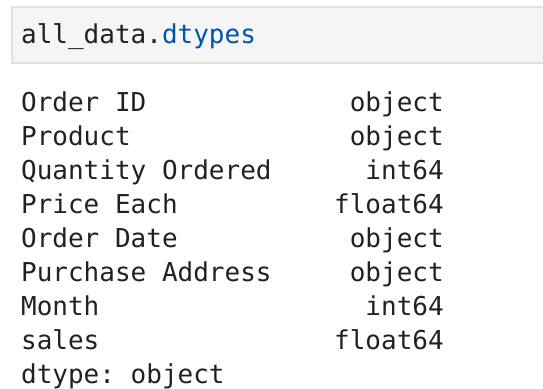 all_data.dtypes
Order ID object
Product object
Quantity Ordered int64
Price Each float64
Order Date object
Purchase Address object
Month int64
sales float64
dtype: object